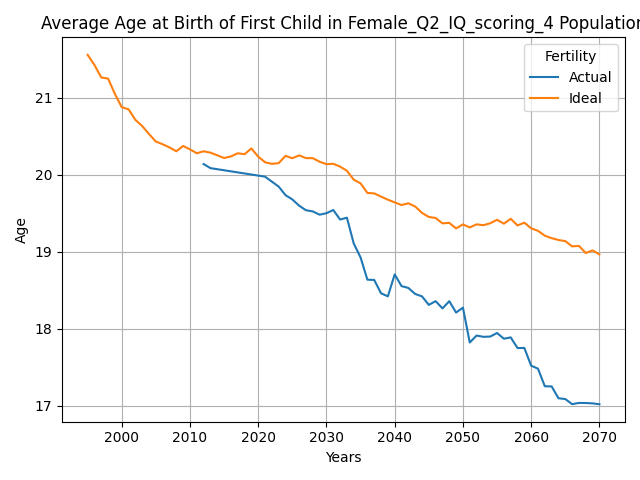 Average Age at Birth of First Child in Female_Q2_IQ_scoring_4 Population
Fertility
Actual
Ideal
21
20
19
18
17
Age
2000
2010
2020
2030
2040
2050
2060
2070
Years